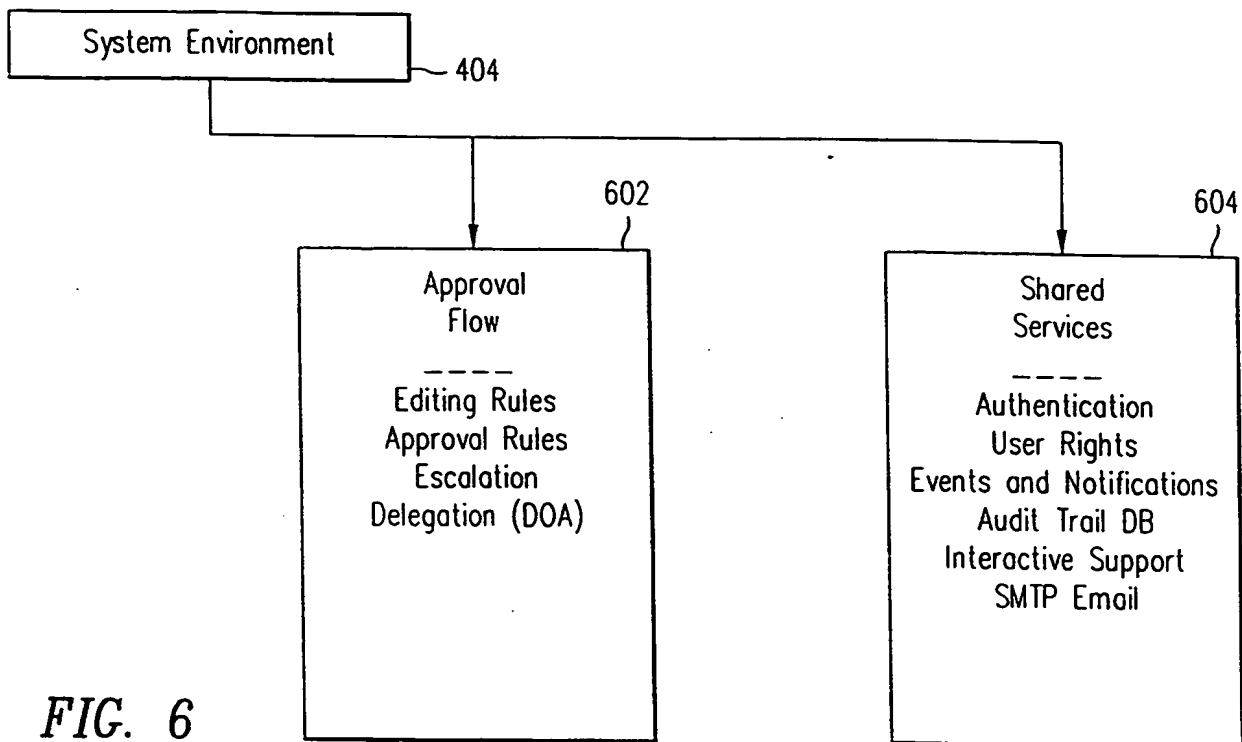 System Environment
404
602
Approval
Flow
Editing Rules
Approval Rules
Escalation
Delegation (DOA)
604
Shared
Services
Authentication
User Rights
Events and Notifications
Audit Trail DB
Interactive Support
SMTP Email
FIG. 6